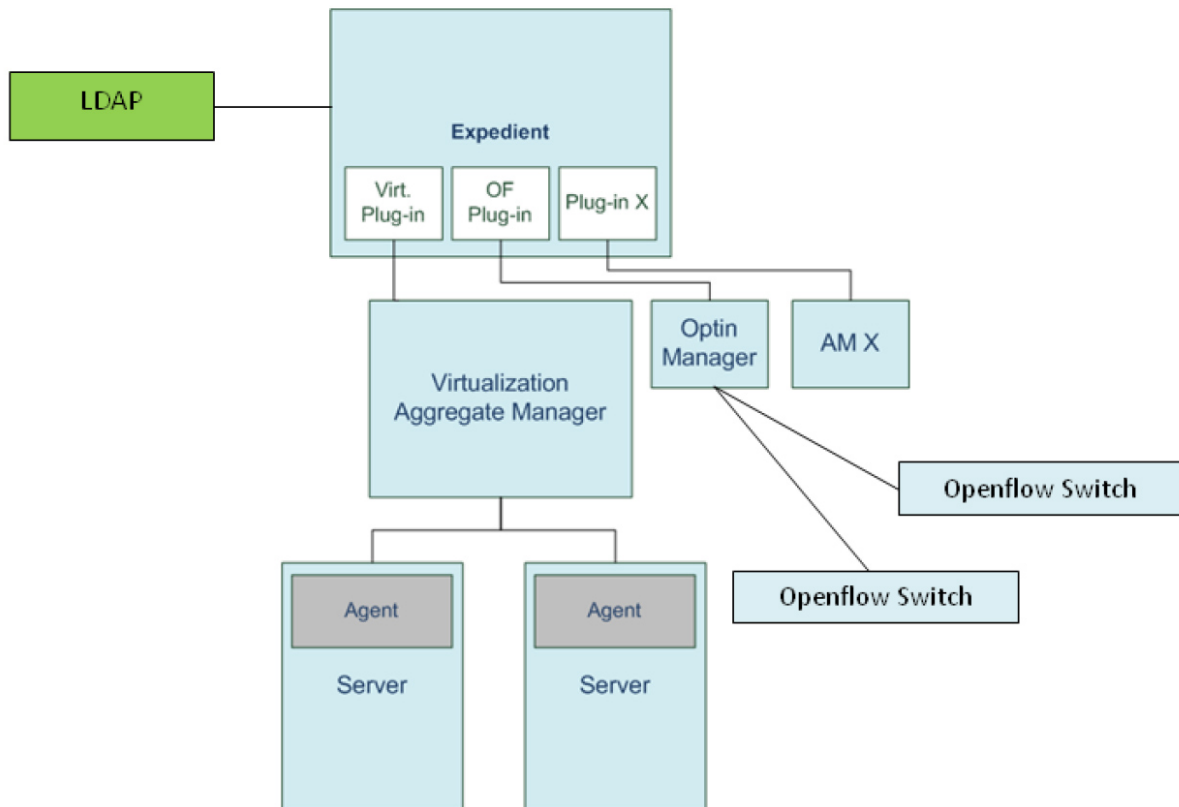 LDAP
Expedient
Virt.
Plug-in
OF
Plug-in
Plug-in X
Virtualization
Aggregate Manager
Optin
Manager
AM X
Openflow Switch
Openflow Switch
Agent
Server
Agent
Server